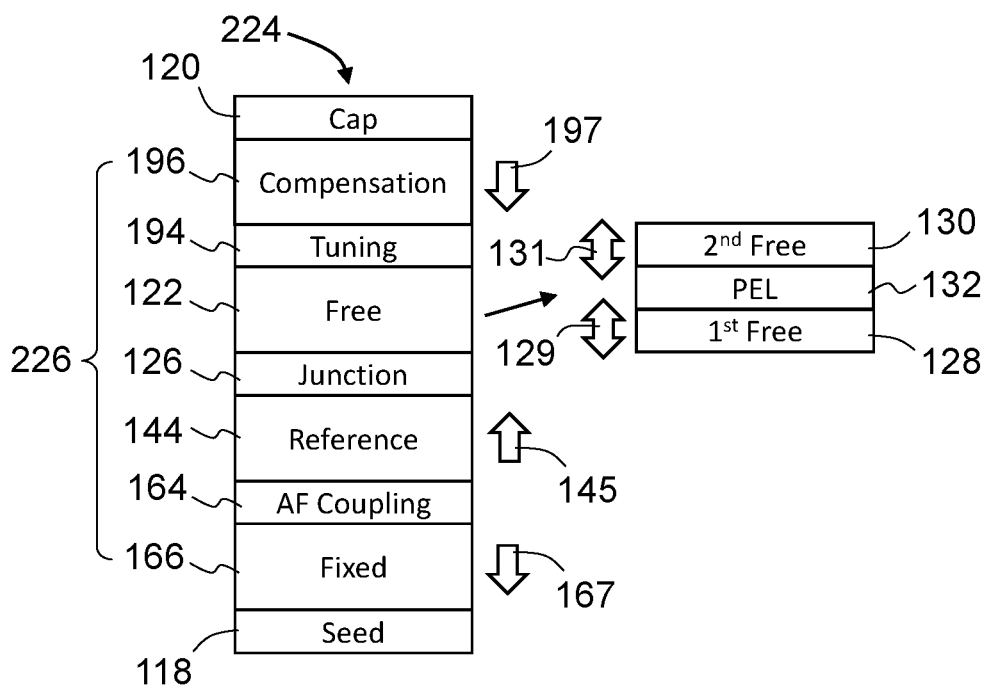 224
120
Cap
197
196
Compensation
194
Tuning
131
2nd Free
130
122
Free
PEL
132
226
129
1st Free
128
126
Junction
144
Reference
145
164
AF Coupling
166
Fixed
167
118
Seed